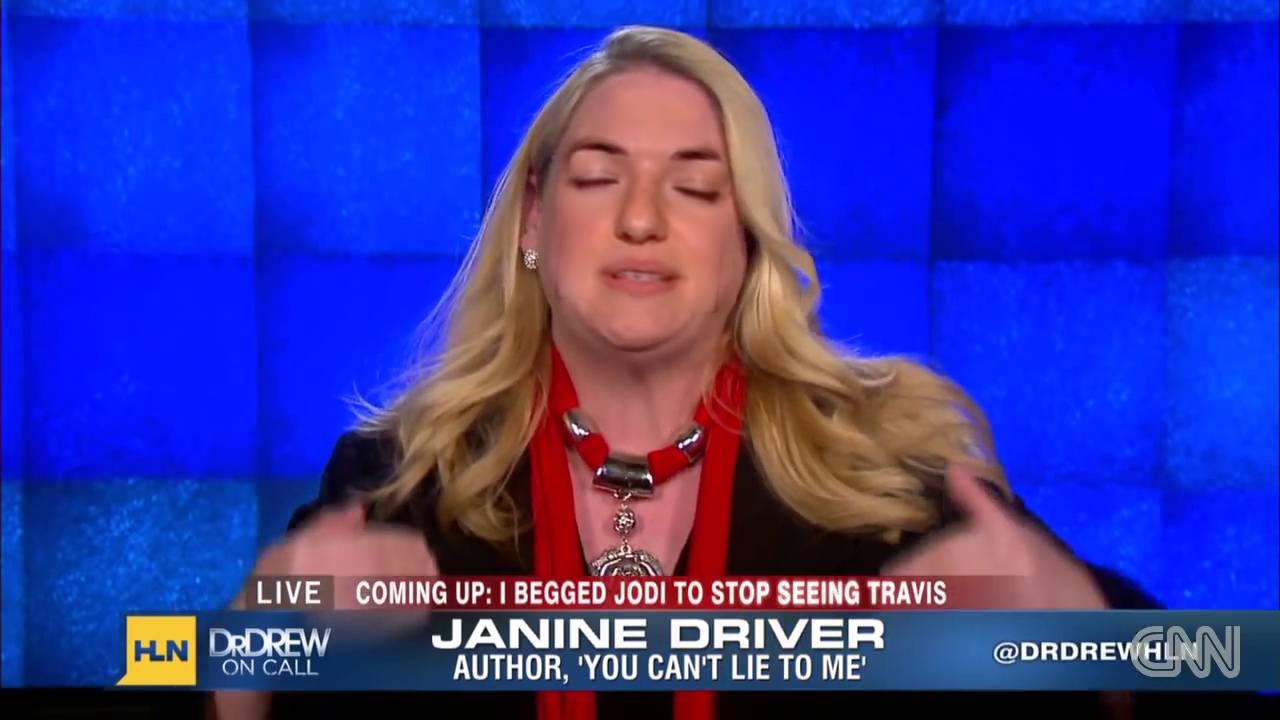 LIVE COMING UP: I BEGGED JODI TO STOP SEEING TRAVIS
HLN DRDREW ON CALL
JANINE DRIVER
AUTHOR, 'YOU CAN'T LIE TO ME'
@DRDREWHLN
CNN